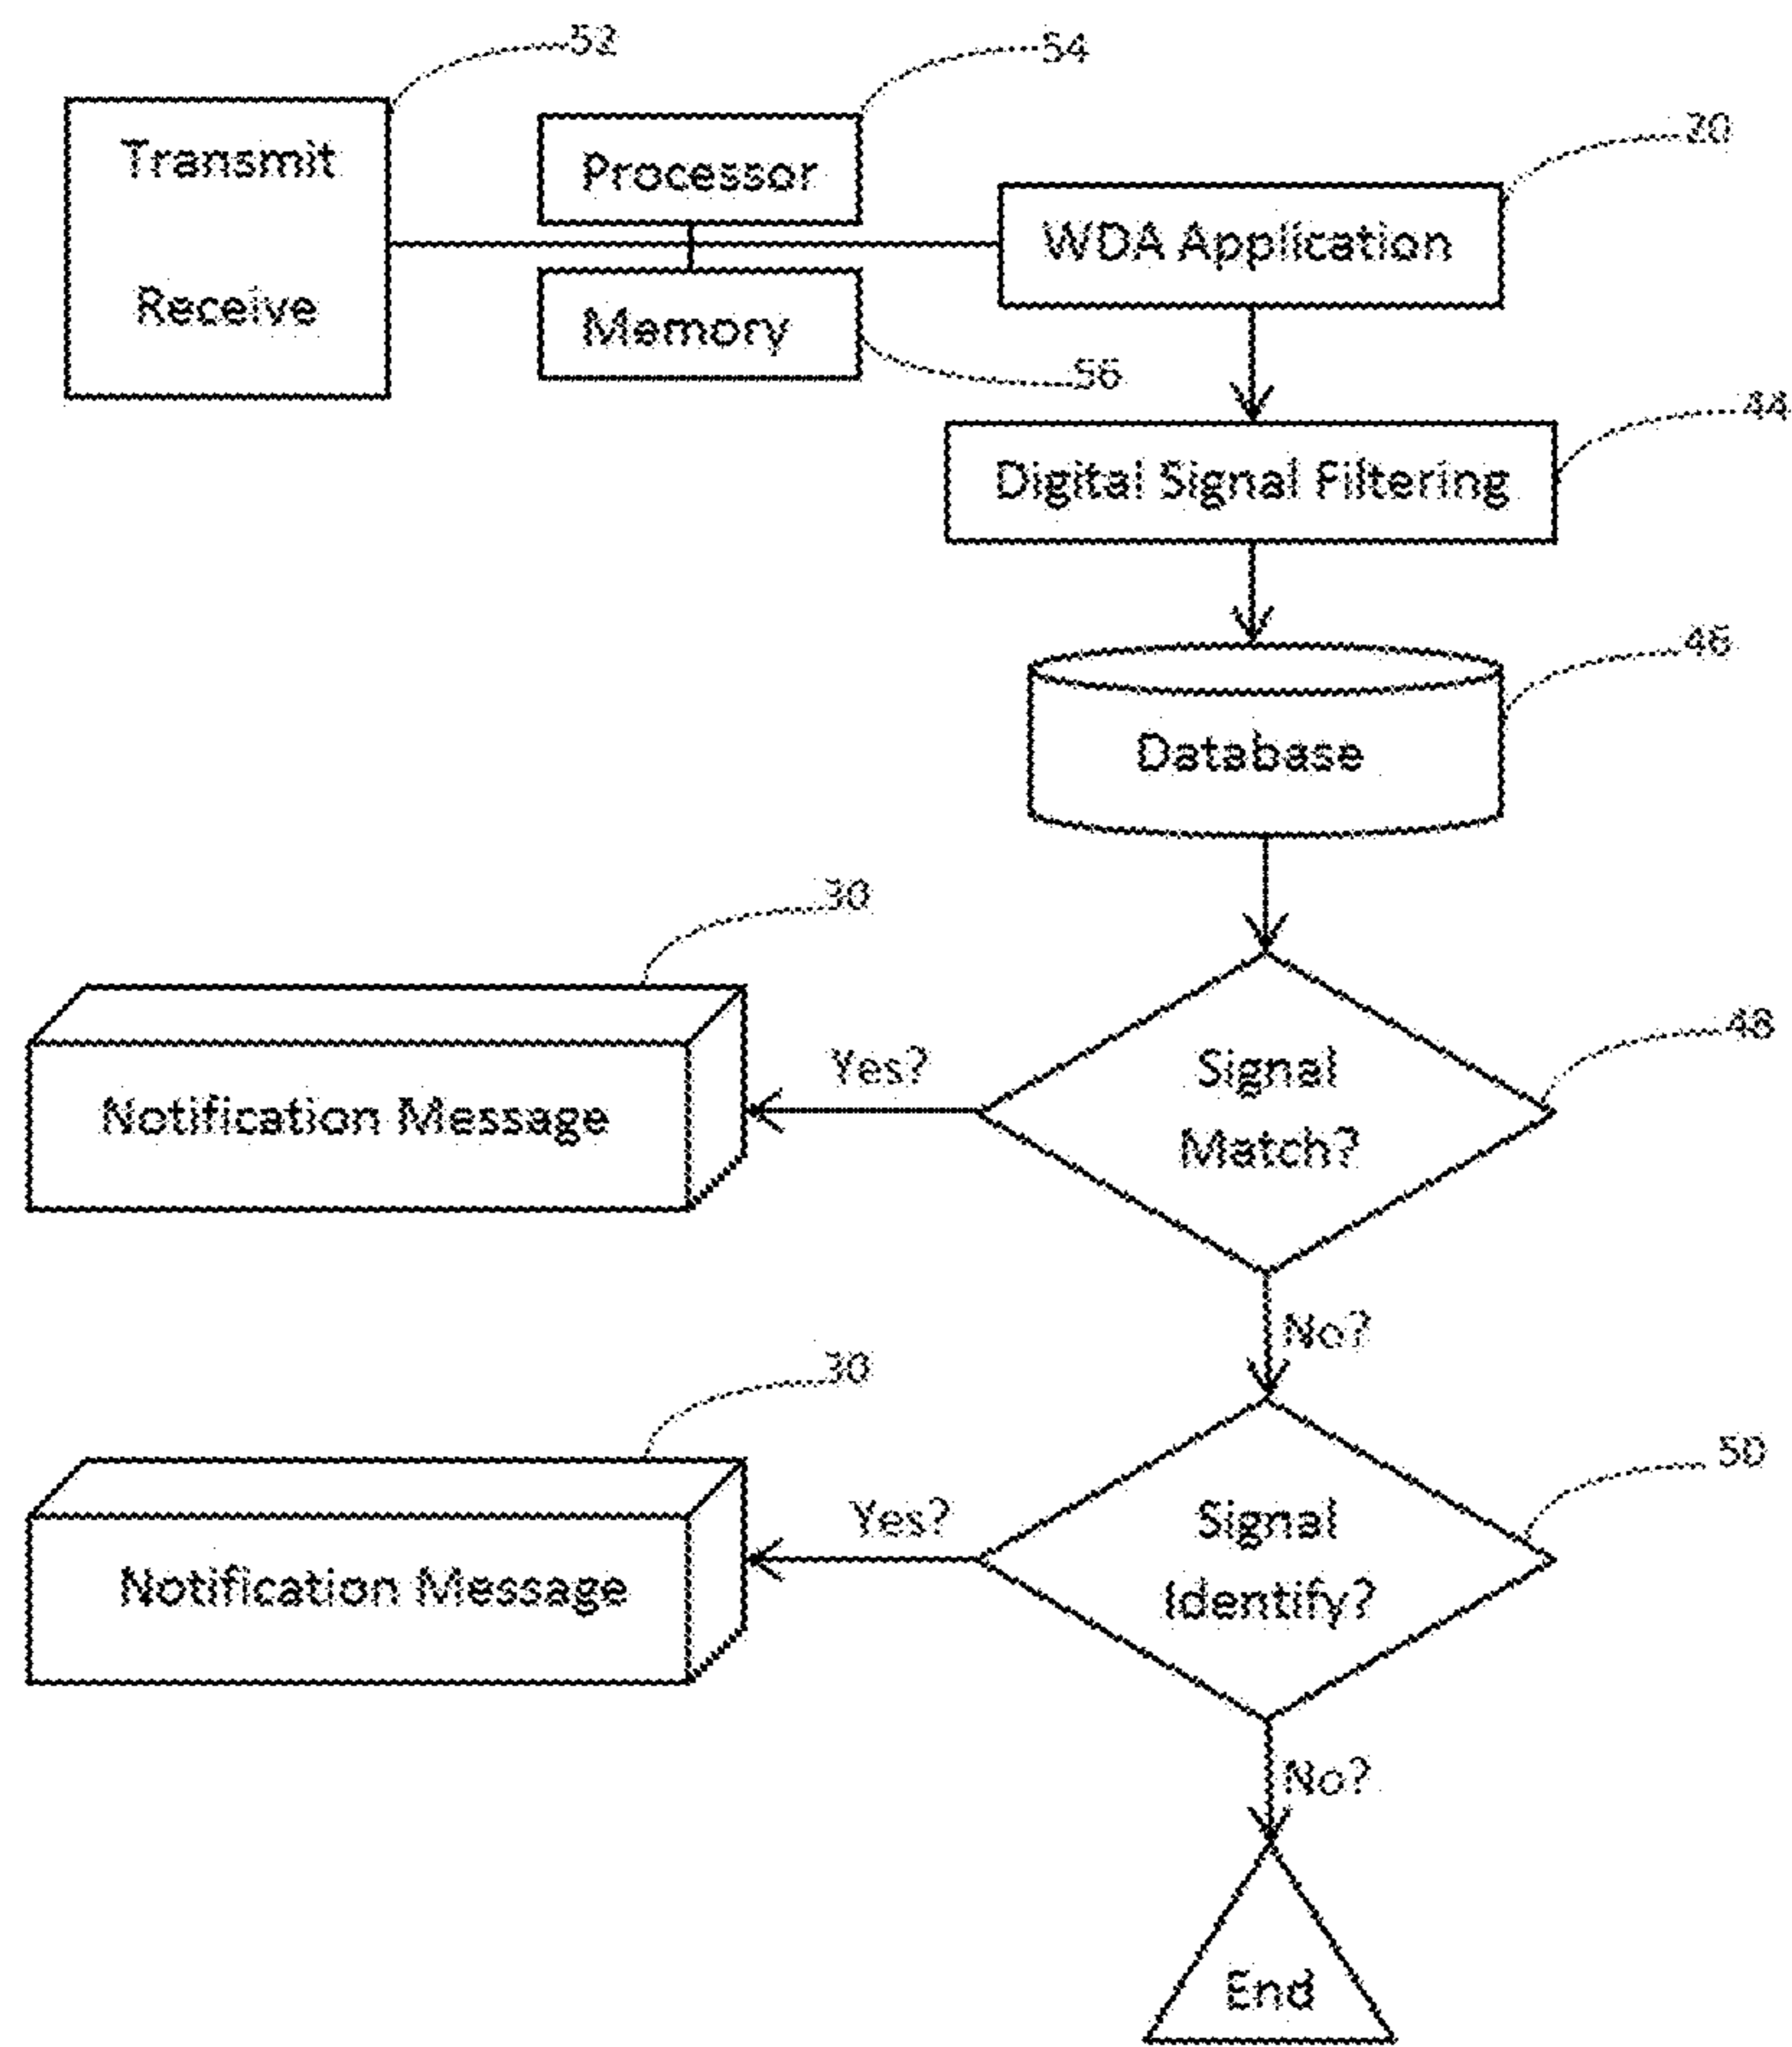 52
54
Transmit
Processor
20
WDA Application
Receive
Memory
56
44
Digital Signal Filtering
46
Database
30
48
Yes?
Signal
Match?
Notification Message
No?
30
50
Yes?
Signal
Identify?
Notification Message
No?
End